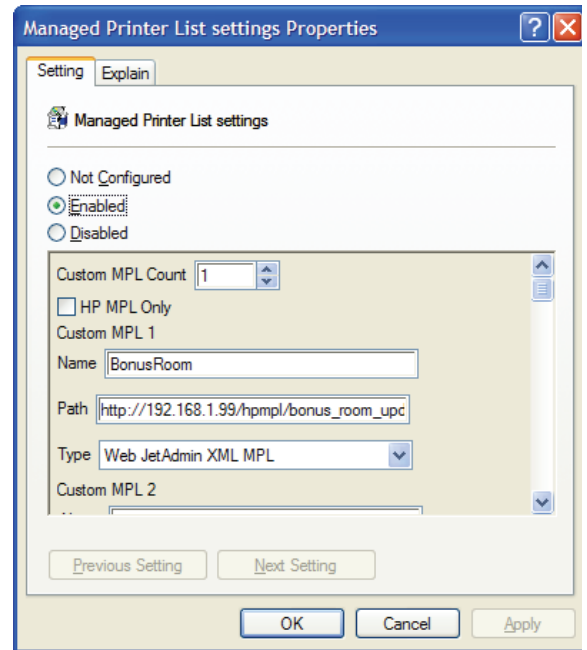 Managed Printer List settings Properties
Setting Explain
Managed Printer List settings
Not Configured
Enabled
Disabled
Custom MPL Count 1
HP MPL Only
Custom MPL 1
Name BonusRoom
Path http://192.168.1.99/hpmpl/bonus_room_upd
Type Web JetAdmin XML MPL
Custom MPL 2
Previous Setting Next Setting
OK Cancel Apply